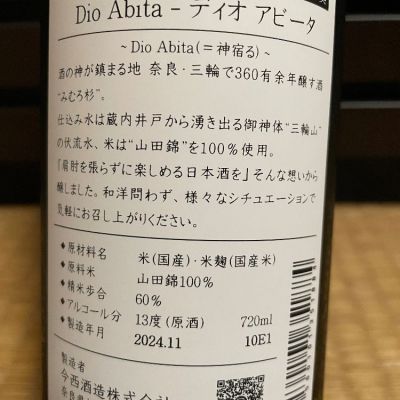 Dio Abita – ディオ アビータ
~ Dio Abita(＝神宿る) ~
酒の神が鎮まる地 奈良・三輪で360有余年醸す酒
“みむろ杉”。
仕込み水は蔵内井戸から湧き出る御神体“三輪山”
の伏流水、米は“山田錦”を100%使用。
『肩肘を張らずに楽しめる日本酒を』そんな想いから
醸しました。和洋問わず、様々なシチュエーションで
気軽にお召し上がりください。
◆原材料名 米(国産)・米麹(国産米)
◆原料米 山田錦100%
◆精米歩合 60%
◆アルコール分 13度(原酒) 720ml
◆製造年月 2024.11 10E1
製造者
今西酒造株式会社